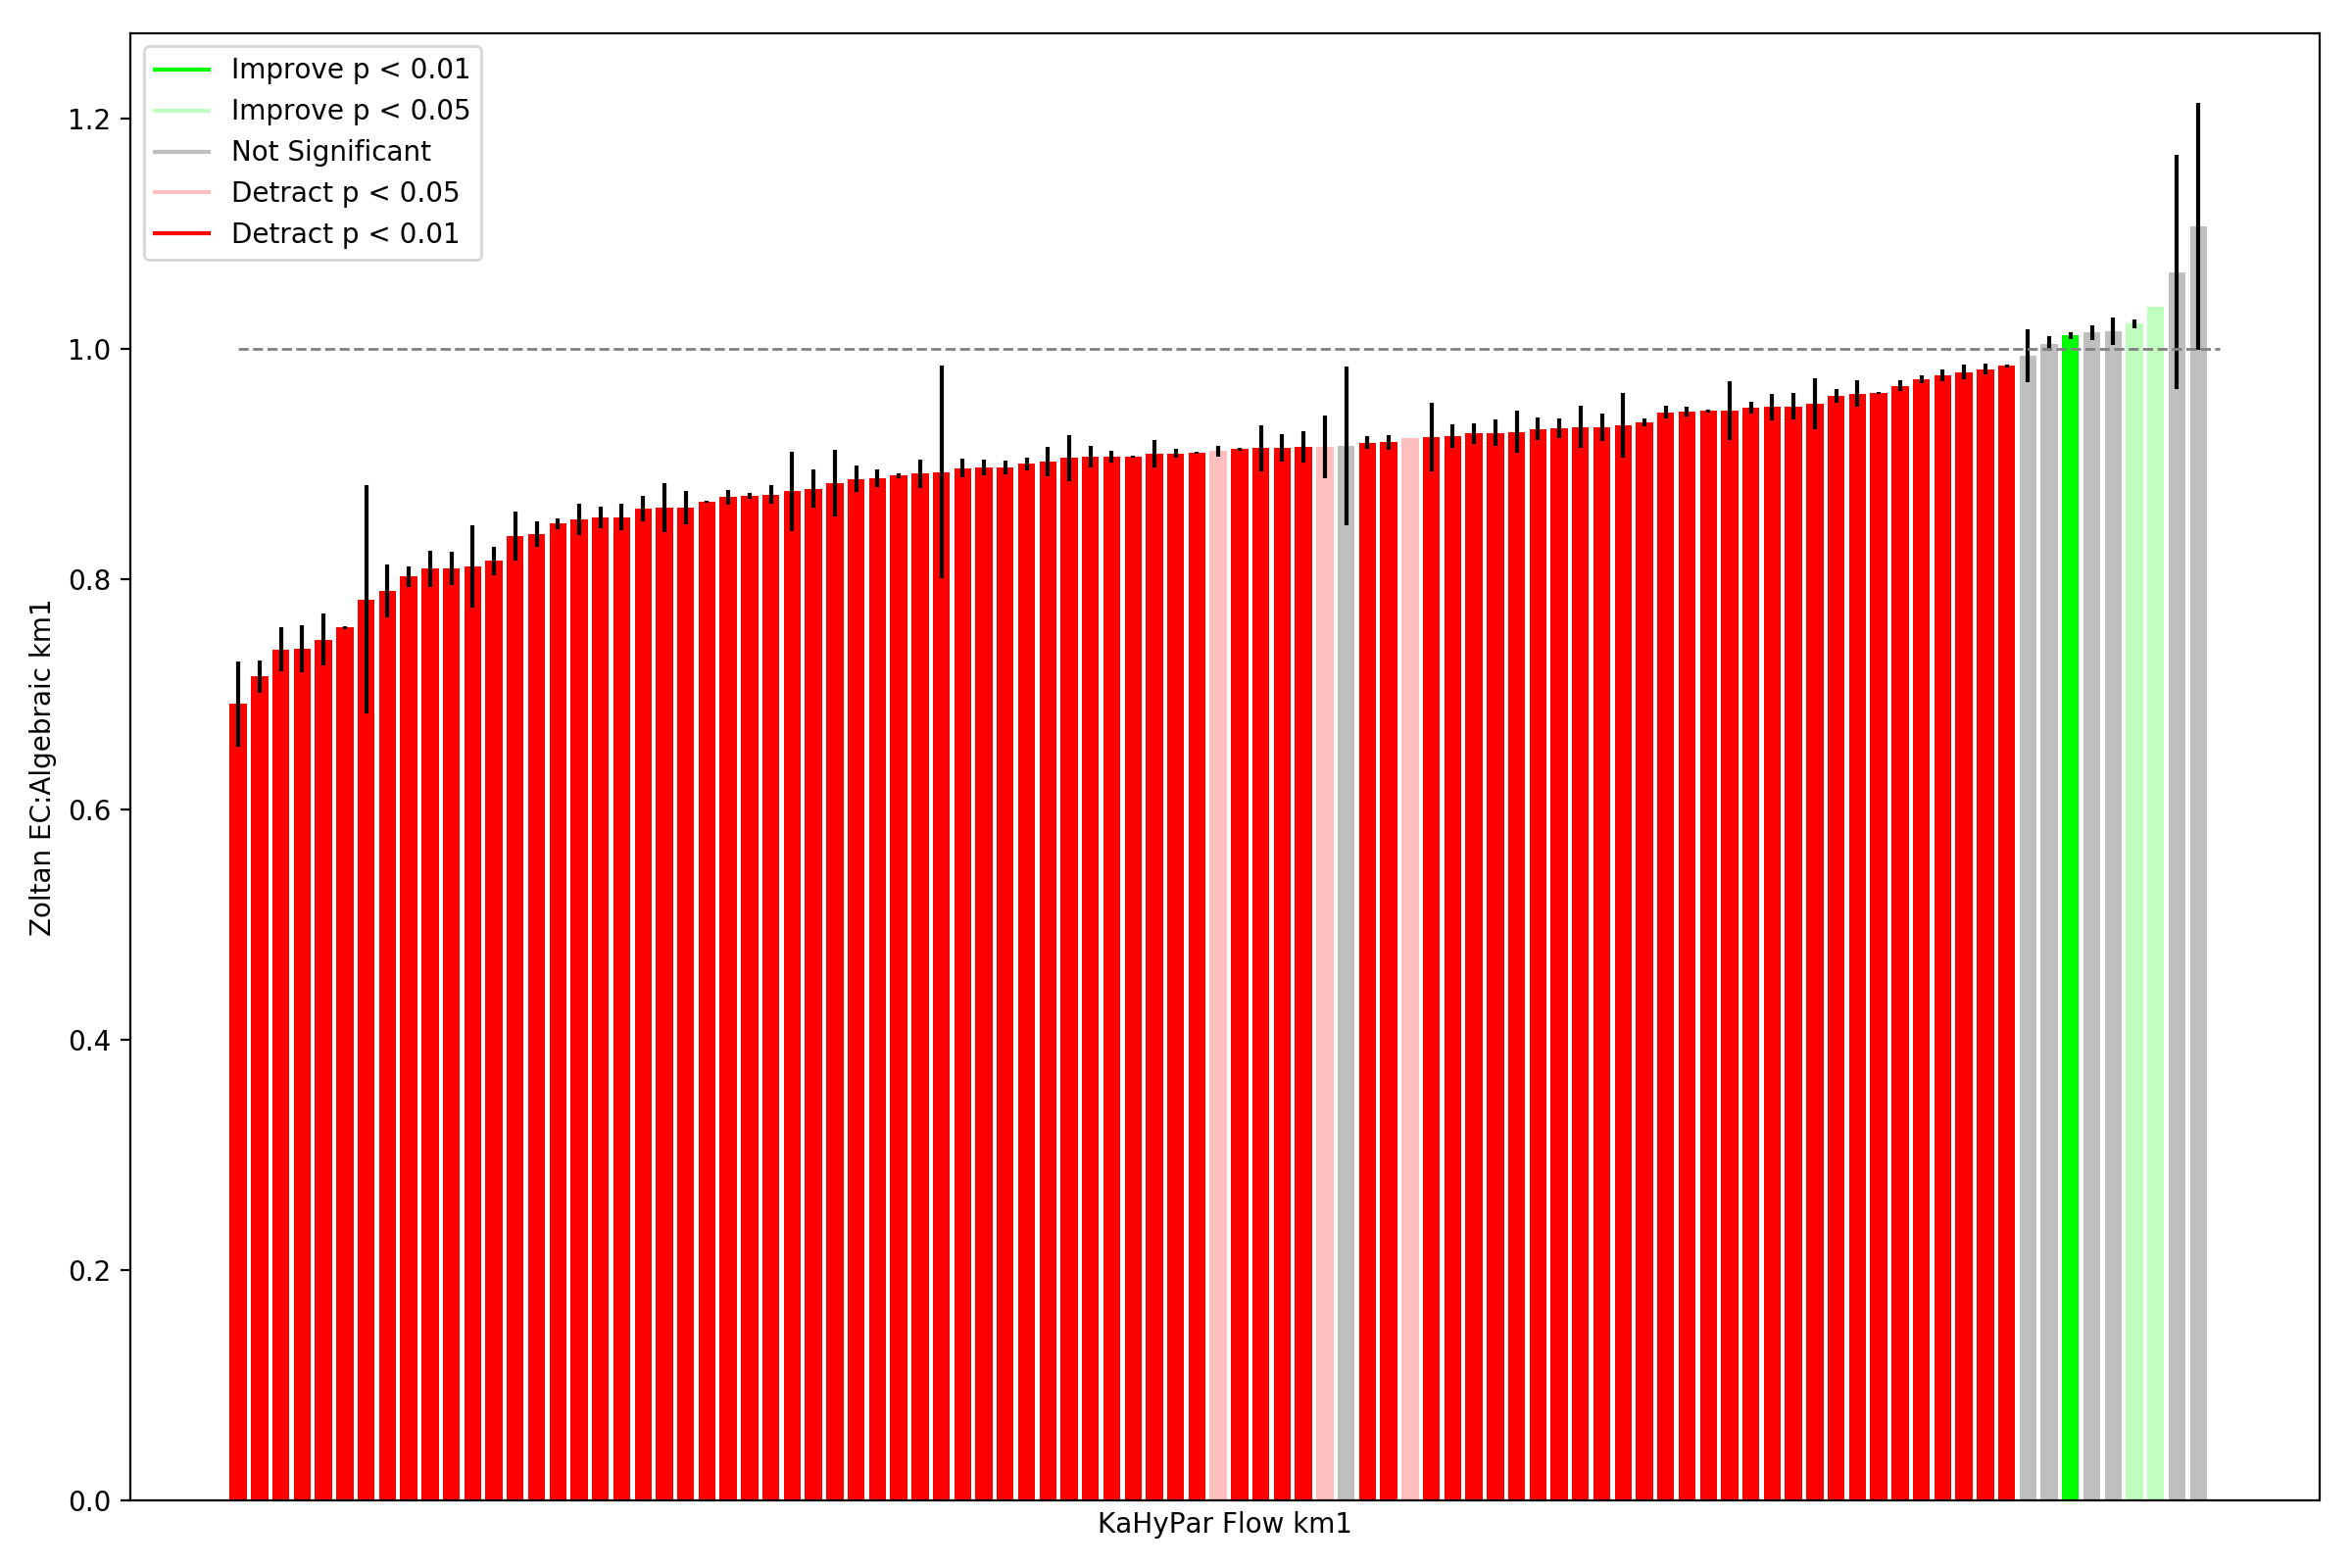 Improve p < 0.01
Improve p < 0.05
Not Significant
Detract p < 0.05
Detract p < 0.01
1.2
1.0
0.8
0.6
0.4
0.2
0.0
Zoltan EC:Algebraic km1
KaHyPar Flow km1